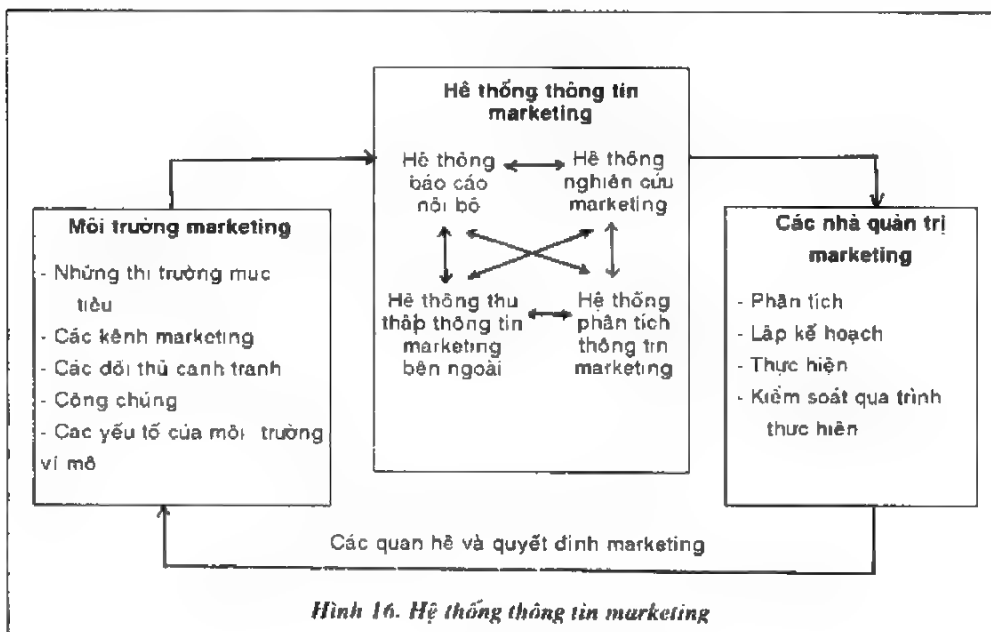 Hệ thống thông tin
marketing
Hệ thống
báo cáo
nội bộ
Hệ thống
nghiên cứu
marketing
Hệ thống thu
thập thông tin
marketing
bên ngoài
Hệ thống
phân tích
thông tin
marketing
Môi trường marketing
- Những thị trường mục
tiêu
- Các kênh marketing
- Các đối thủ cạnh tranh
- Công chúng
- Các yếu tố của môi trường
vĩ mô
Các nhà quản trị
marketing
- Phân tích
- Lập kế hoạch
- Thực hiện
- Kiểm soát quá trình
thực hiện
Các quan hệ và quyết định marketing
Hình 16. Hệ thống thông tin marketing